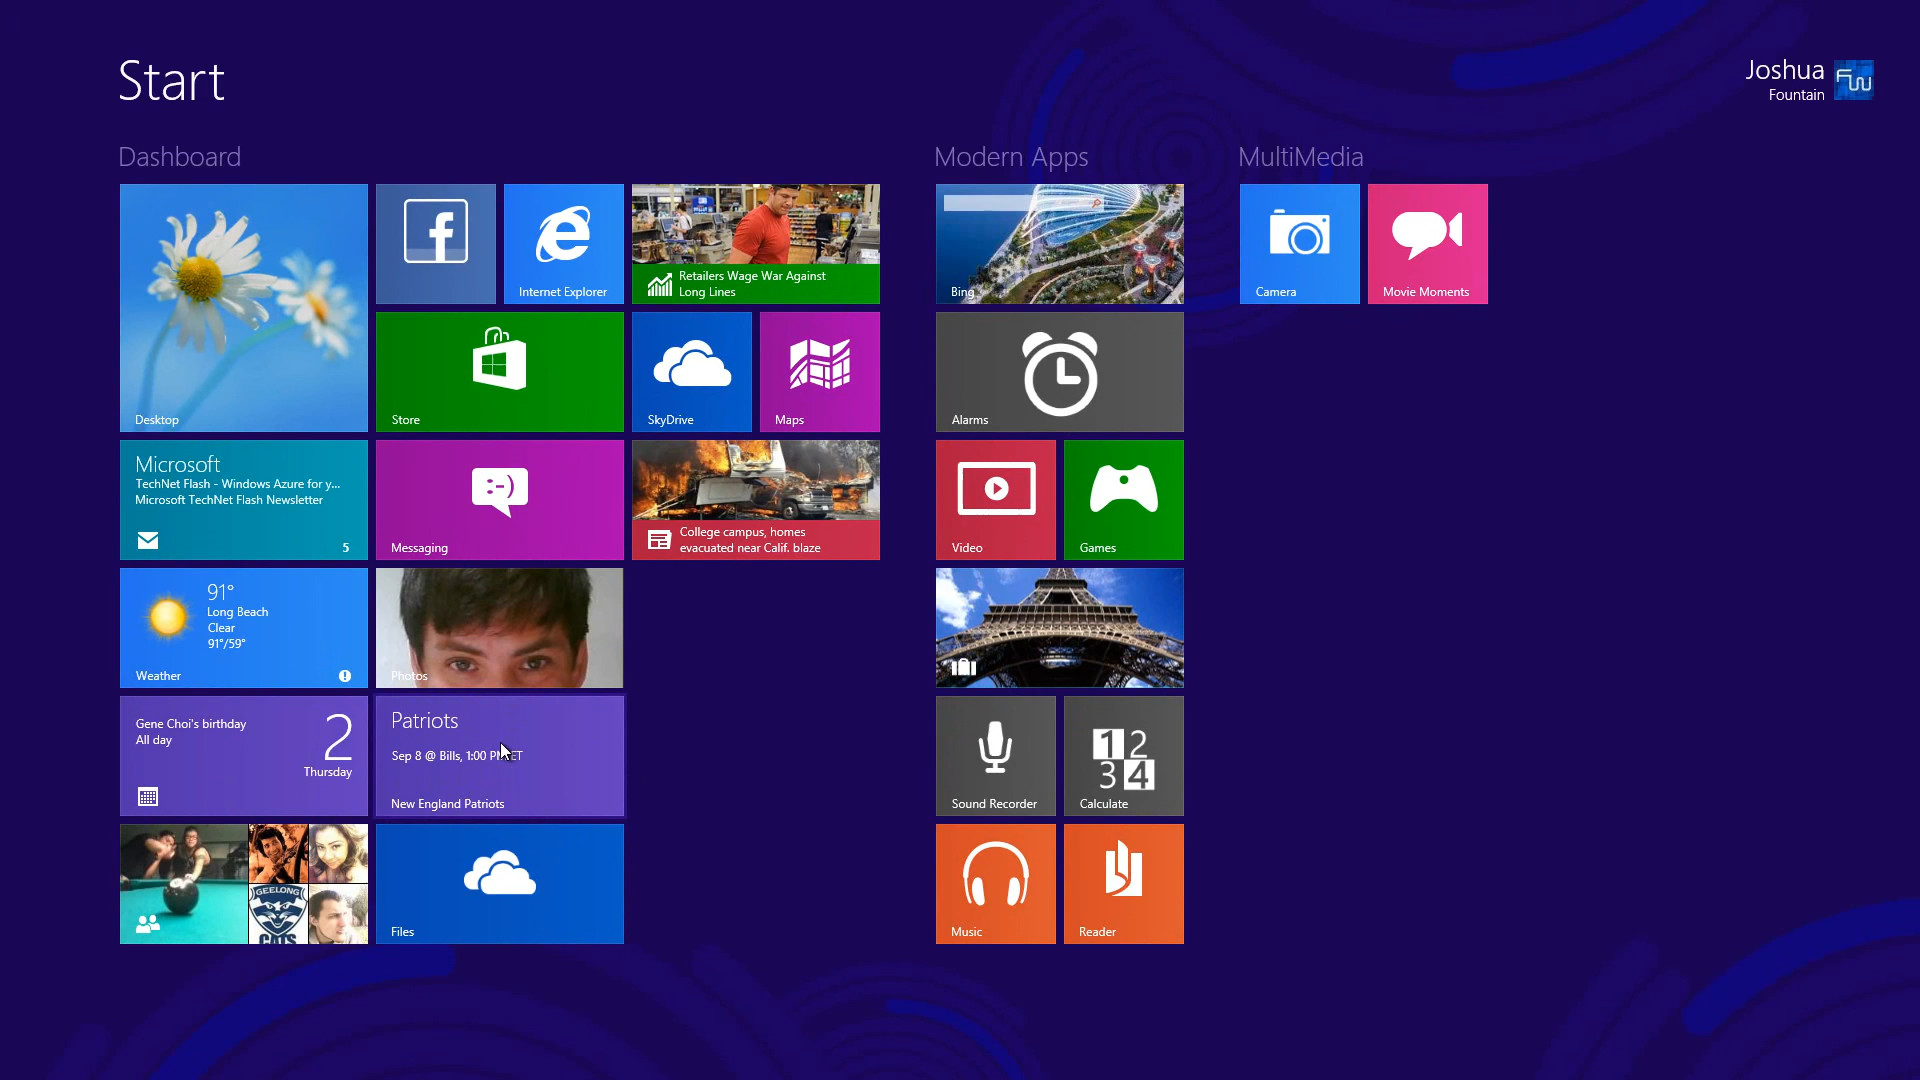 Start
Joshua
Fountain
Dashboard
Modern Apps
MultiMedia
Desktop
Internet Explorer
Retailers Wage War Against
Long Lines
Bing
Camera
Movie Moments
Store
SkyDrive
Maps
Alarms
Microsoft
TechNet Flash - Windows Azure for y...
Microsoft TechNet Flash Newsletter
5
:-)
Messaging
College campus, homes
evacuated near Calif. blaze
Video
Games
91°
Long Beach
Clear
91°/59°
Weather
Photos
Gene Choi's birthday
All day
2
Thursday
Patriots
Sep 8 @ Bills, 1:00 PM ET
New England Patriots
Sound Recorder
1 2
3 4
Calculate
GEELONG
CATS
Files
Music
Reader